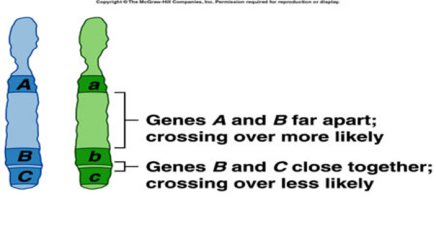 Copyright © The McGraw-Hill Companies, Inc. Permission required for reproduction or display.
A a
Genes A and B far apart;
crossing over more likely
B b
Genes B and C close together;
C c
crossing over less likely